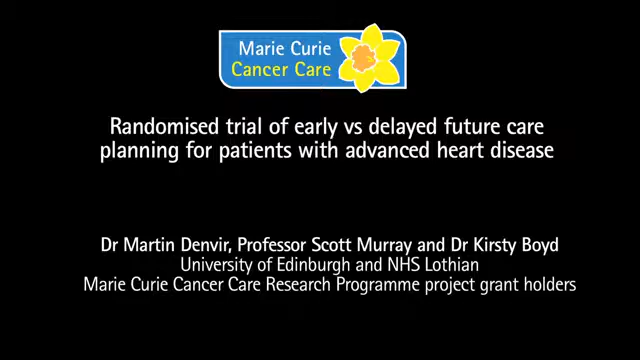 Marie Curie
Cancer Care
Randomised trial of early vs delayed future care
planning for patients with advanced heart disease
Dr Martin Denvir, Professor Scott Murray and Dr Kirsty Boyd
University of Edinburgh and NHS Lothian
Marie Curie Cancer Care Research Programme project grant holders